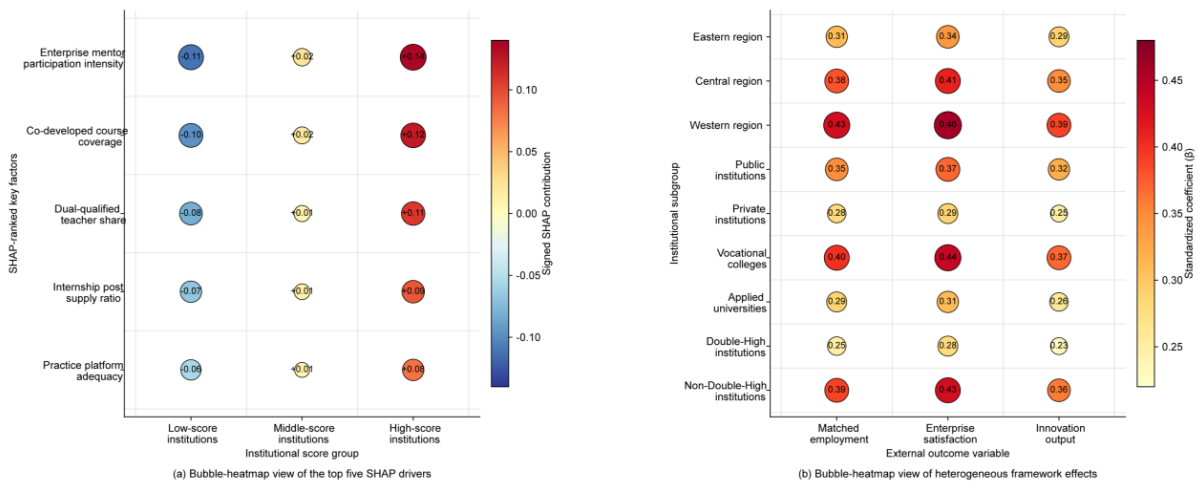 SHAP-ranked key factors
Enterprise mentor
participation intensity
-0.11
+0.02
+0.14
Co-developed course
coverage
-0.10
+0.02
+0.12
Dual-qualified
teacher share
-0.08
+0.01
+0.11
Internship post
supply ratio
-0.07
+0.01
+0.09
Practice platform
adequacy
-0.06
+0.01
+0.08
Low-score
institutions
Middle-score
institutions
High-score
institutions
Institutional score group
0.10
0.05
0.00
-0.05
-0.10
Signed SHAP contribution
(a) Bubble-heatmap view of the top five SHAP drivers
Institutional subgroup
Eastern region
0.31
0.34
0.29
Central region
0.38
0.41
0.35
Western region
0.43
0.46
0.39
Public
institutions
0.35
0.37
0.32
Private
institutions
0.28
0.29
0.25
Vocational
colleges
0.40
0.44
0.37
Applied
universities
0.29
0.31
0.26
Double-High
institutions
0.25
0.28
0.23
Non-Double-High
institutions
0.39
0.43
0.36
Matched
employment
Enterprise
satisfaction
Innovation
output
External outcome variable
0.45
0.40
0.35
0.30
0.25
Standardized coefficient (β)
(b) Bubble-heatmap view of heterogeneous framework effects